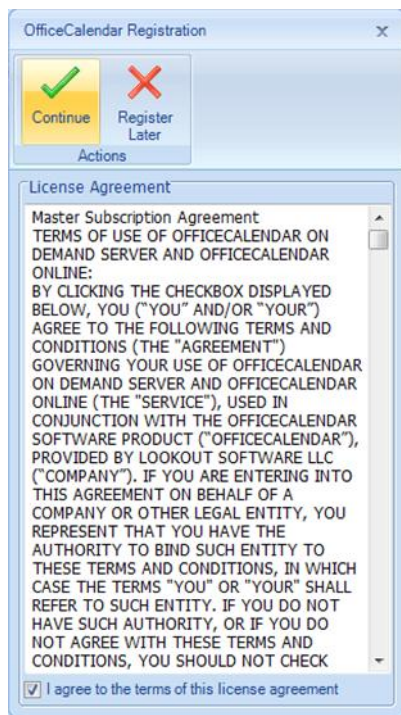 OfficeCalendar Registration
Continue
Register
Later
Actions
License Agreement
Master Subscription Agreement
TERMS OF USE OF OFFICECALENDAR ON
DEMAND SERVER AND OFFICECALENDAR
ONLINE:
BY CLICKING THE CHECKBOX DISPLAYED
BELOW, YOU (“YOU” AND/OR “YOUR”)
AGREE TO THE FOLLOWING TERMS AND
CONDITIONS (THE "AGREEMENT")
GOVERNING YOUR USE OF OFFICECALENDAR
ON DEMAND SERVER AND OFFICECALENDAR
ONLINE (THE "SERVICE"), USED IN
CONJUNCTION WITH THE OFFICECALENDAR
SOFTWARE PRODUCT (“OFFICECALENDAR”),
PROVIDED BY LOOKOUT SOFTWARE LLC
(“COMPANY”). IF YOU ARE ENTERING INTO
THIS AGREEMENT ON BEHALF OF A
COMPANY OR OTHER LEGAL ENTITY, YOU
REPRESENT THAT YOU HAVE THE
AUTHORITY TO BIND SUCH ENTITY TO
THESE TERMS AND CONDITIONS, IN WHICH
CASE THE TERMS "YOU" OR "YOUR" SHALL
REFER TO SUCH ENTITY. IF YOU DO NOT
HAVE SUCH AUTHORITY, OR IF YOU DO
NOT AGREE WITH THESE TERMS AND
CONDITIONS, YOU SHOULD NOT CHECK
I agree to the terms of this license agreement